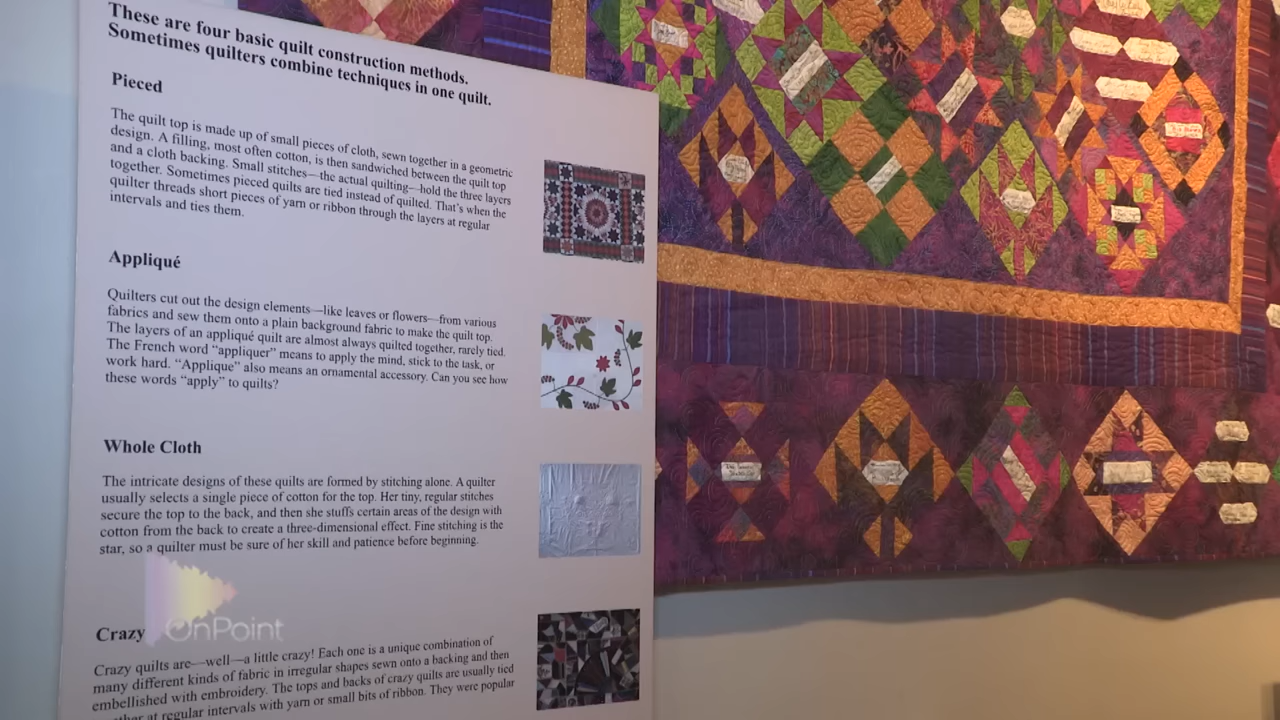 These are four basic quilt construction methods.
Sometimes quilters combine techniques in one quilt.
Pieced
The quilt top is made up of small pieces of cloth, sewn together in a geometric
design. A filling, most often cotton, is then sandwiched between the quilt top
and a cloth backing. Small stitches—the actual quilting—hold the three layers
together. Sometimes pieced quilts are tied instead of quilted. That's when the
quilter threads short pieces of yarn or ribbon through the layers at regular
intervals and ties them.
Appliqué
Quilters cut out the design elements—like leaves or flowers—from various
fabrics and sew them onto a plain background fabric to make the quilt top.
The layers of an appliqué quilt are almost always quilted together, rarely tied.
The French word “appliquer” means to apply the mind, stick to the task, or
work hard. “Applique” also means an ornamental accessory. Can you see how
these words “apply” to quilts?
Whole Cloth
The intricate designs of these quilts are formed by stitching alone. A quilter
usually selects a single piece of cotton for the top. Her tiny, regular stitches
secure the top to the back, and then she stuffs certain areas of the design with
cotton from the back to create a three-dimensional effect. Fine stitching is the
star, so a quilter must be sure of her skill and patience before beginning.
Crazy
Crazy quilts are—well—a little crazy! Each one is a unique combination of
many different kinds of fabric in irregular shapes sewn onto a backing and then
embellished with embroidery. The tops and backs of crazy quilts are usually tied
at regular intervals with yarn or small bits of ribbon. They were popular
OnPoint